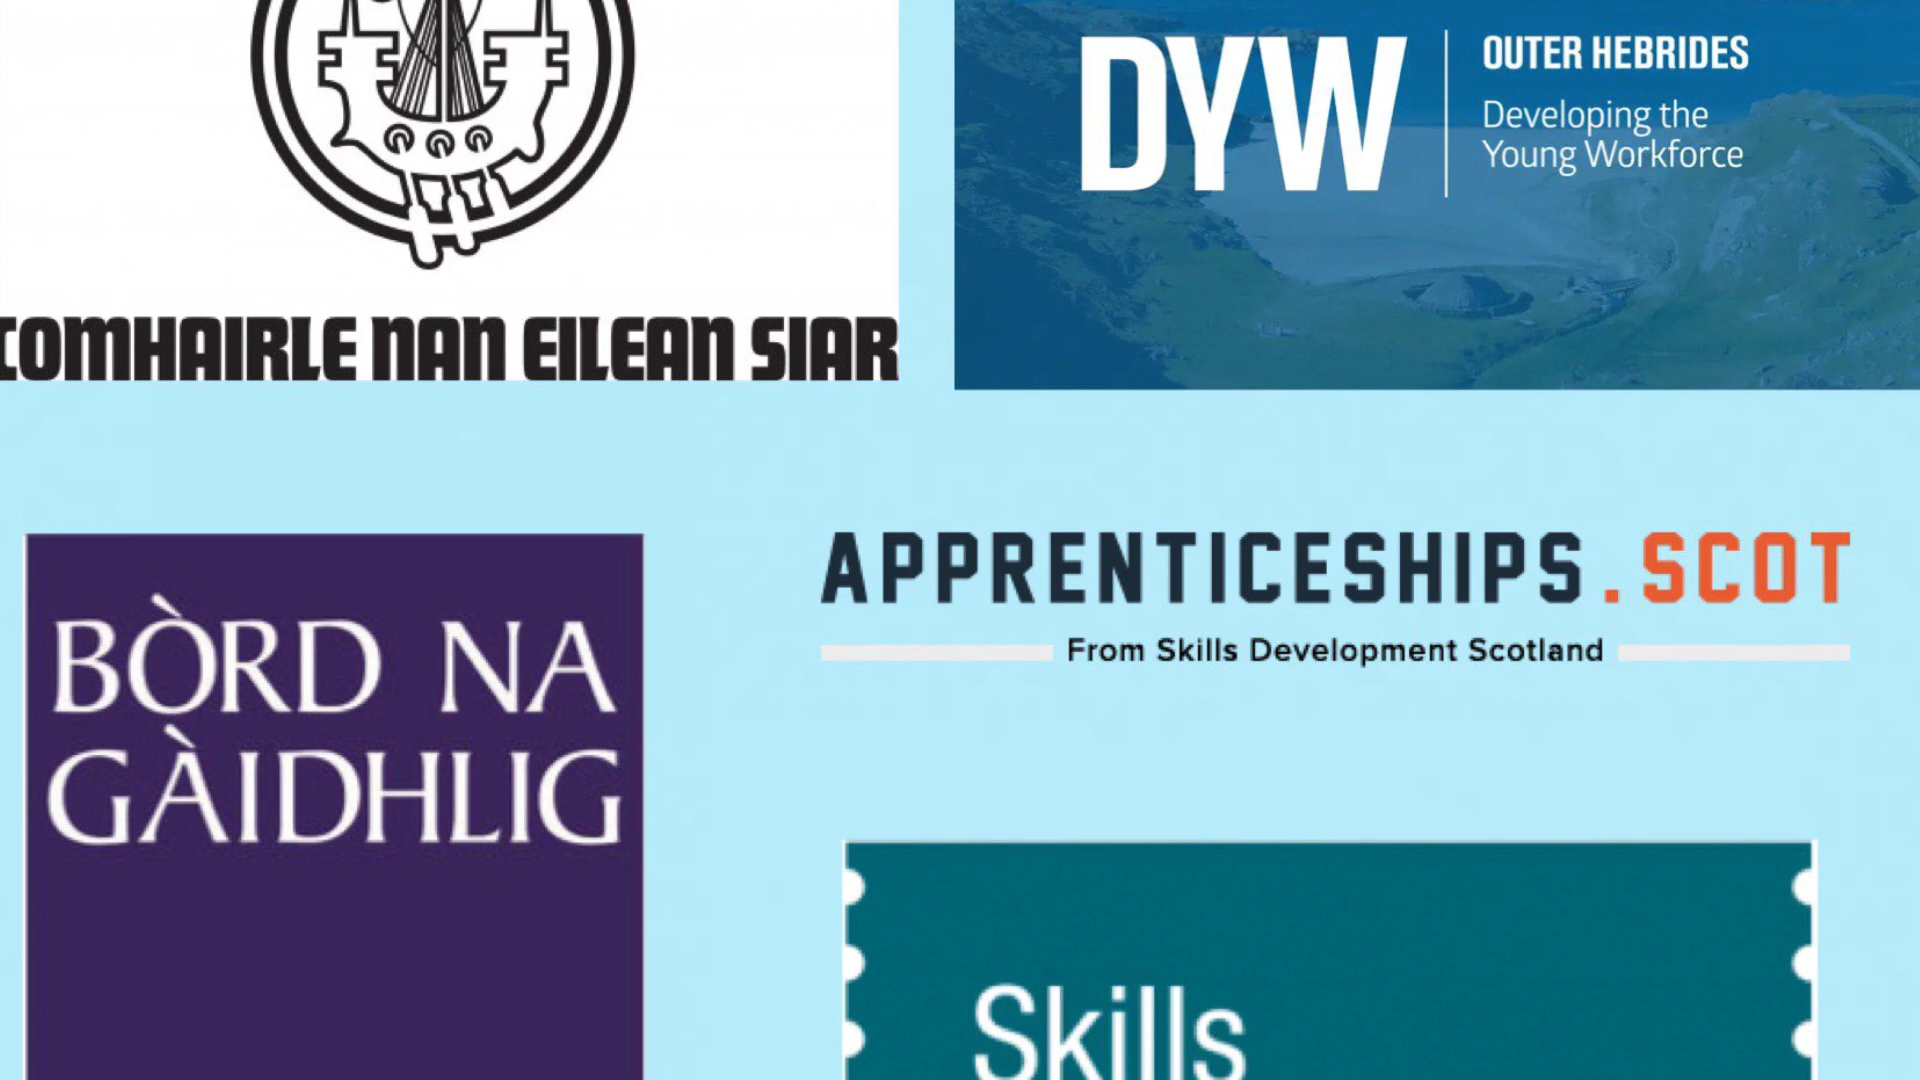 COMHAIRLE NAN EILEAN SIAR
DYW
OUTER HEBRIDES
Developing the
Young Workforce
BÒRD NA
GÀIDHLIG
APPRENTICESHIPS.SCOT
From Skills Development Scotland
Skills